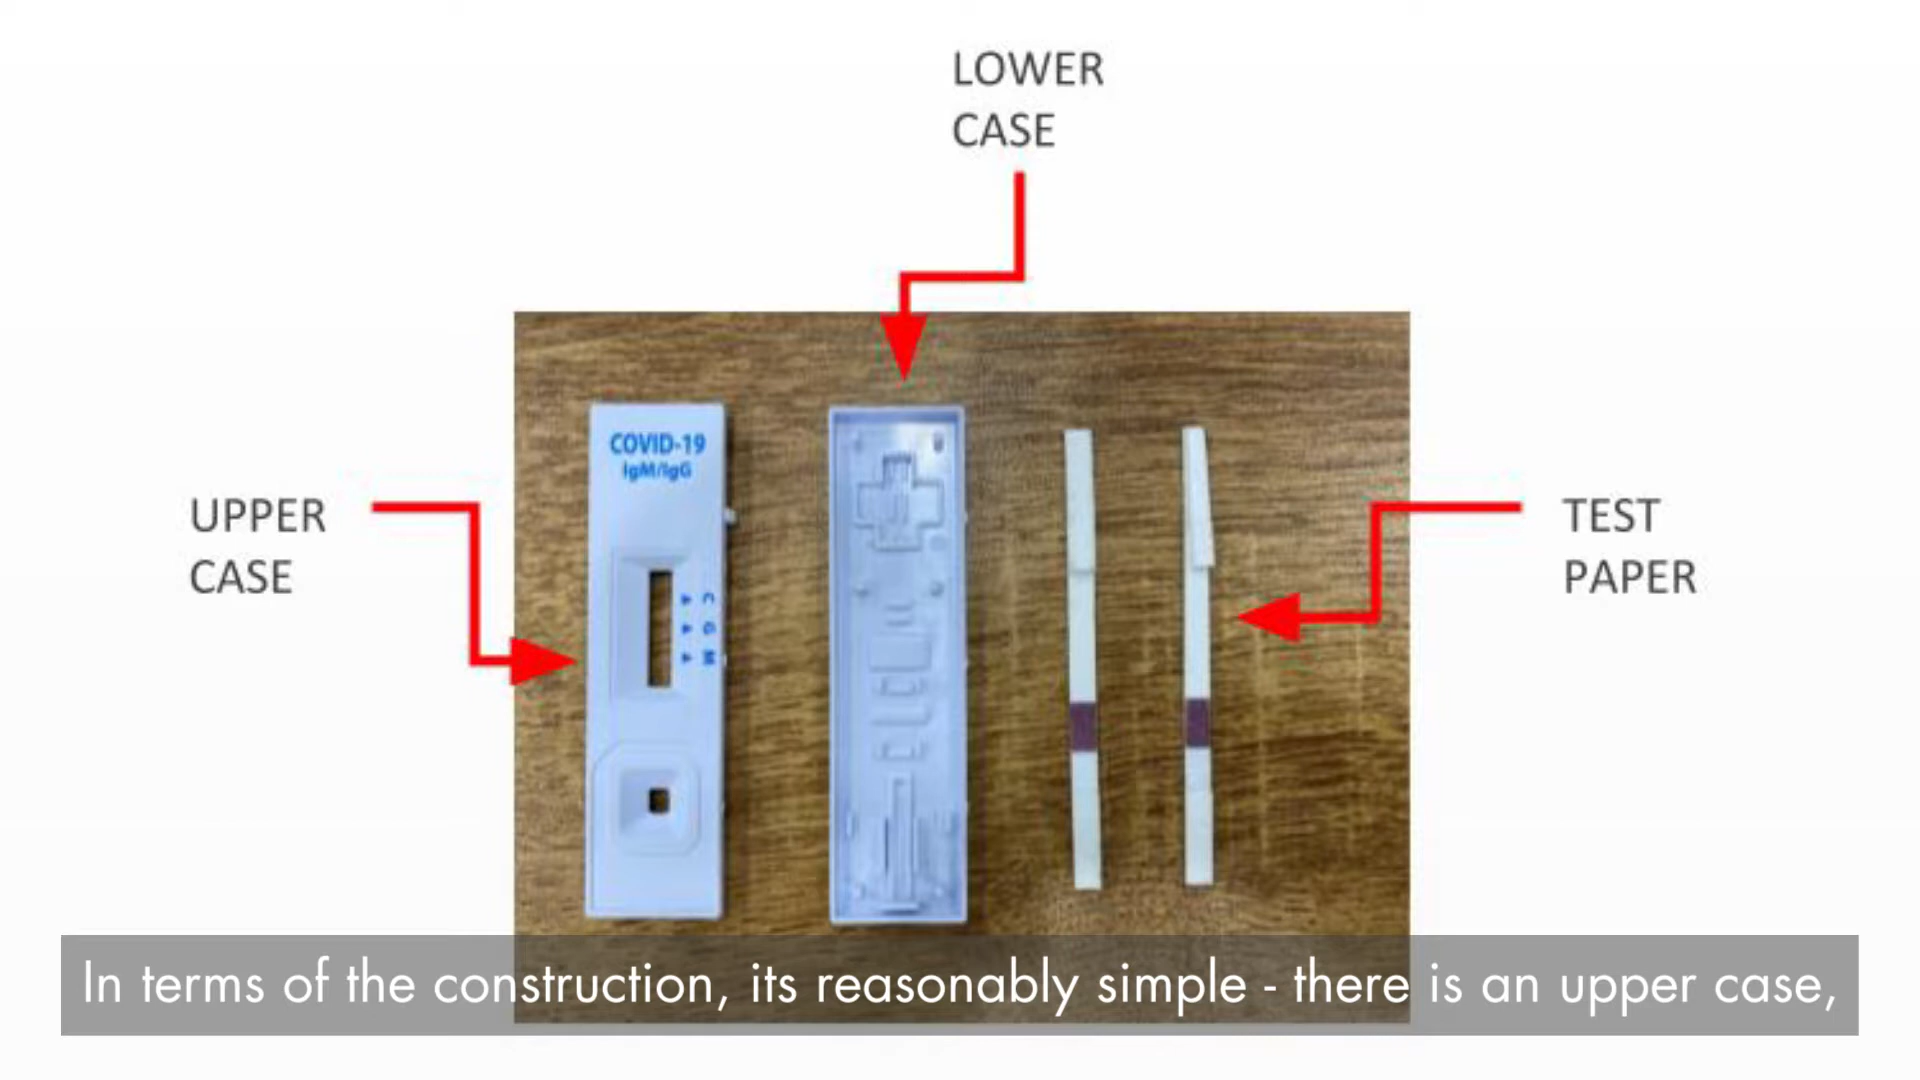 LOWER
CASE
COVID-19
IgM/IgG
UPPER
CASE
C
G
M
TEST
PAPER
In terms of the construction, its reasonably simple - there is an upper case,